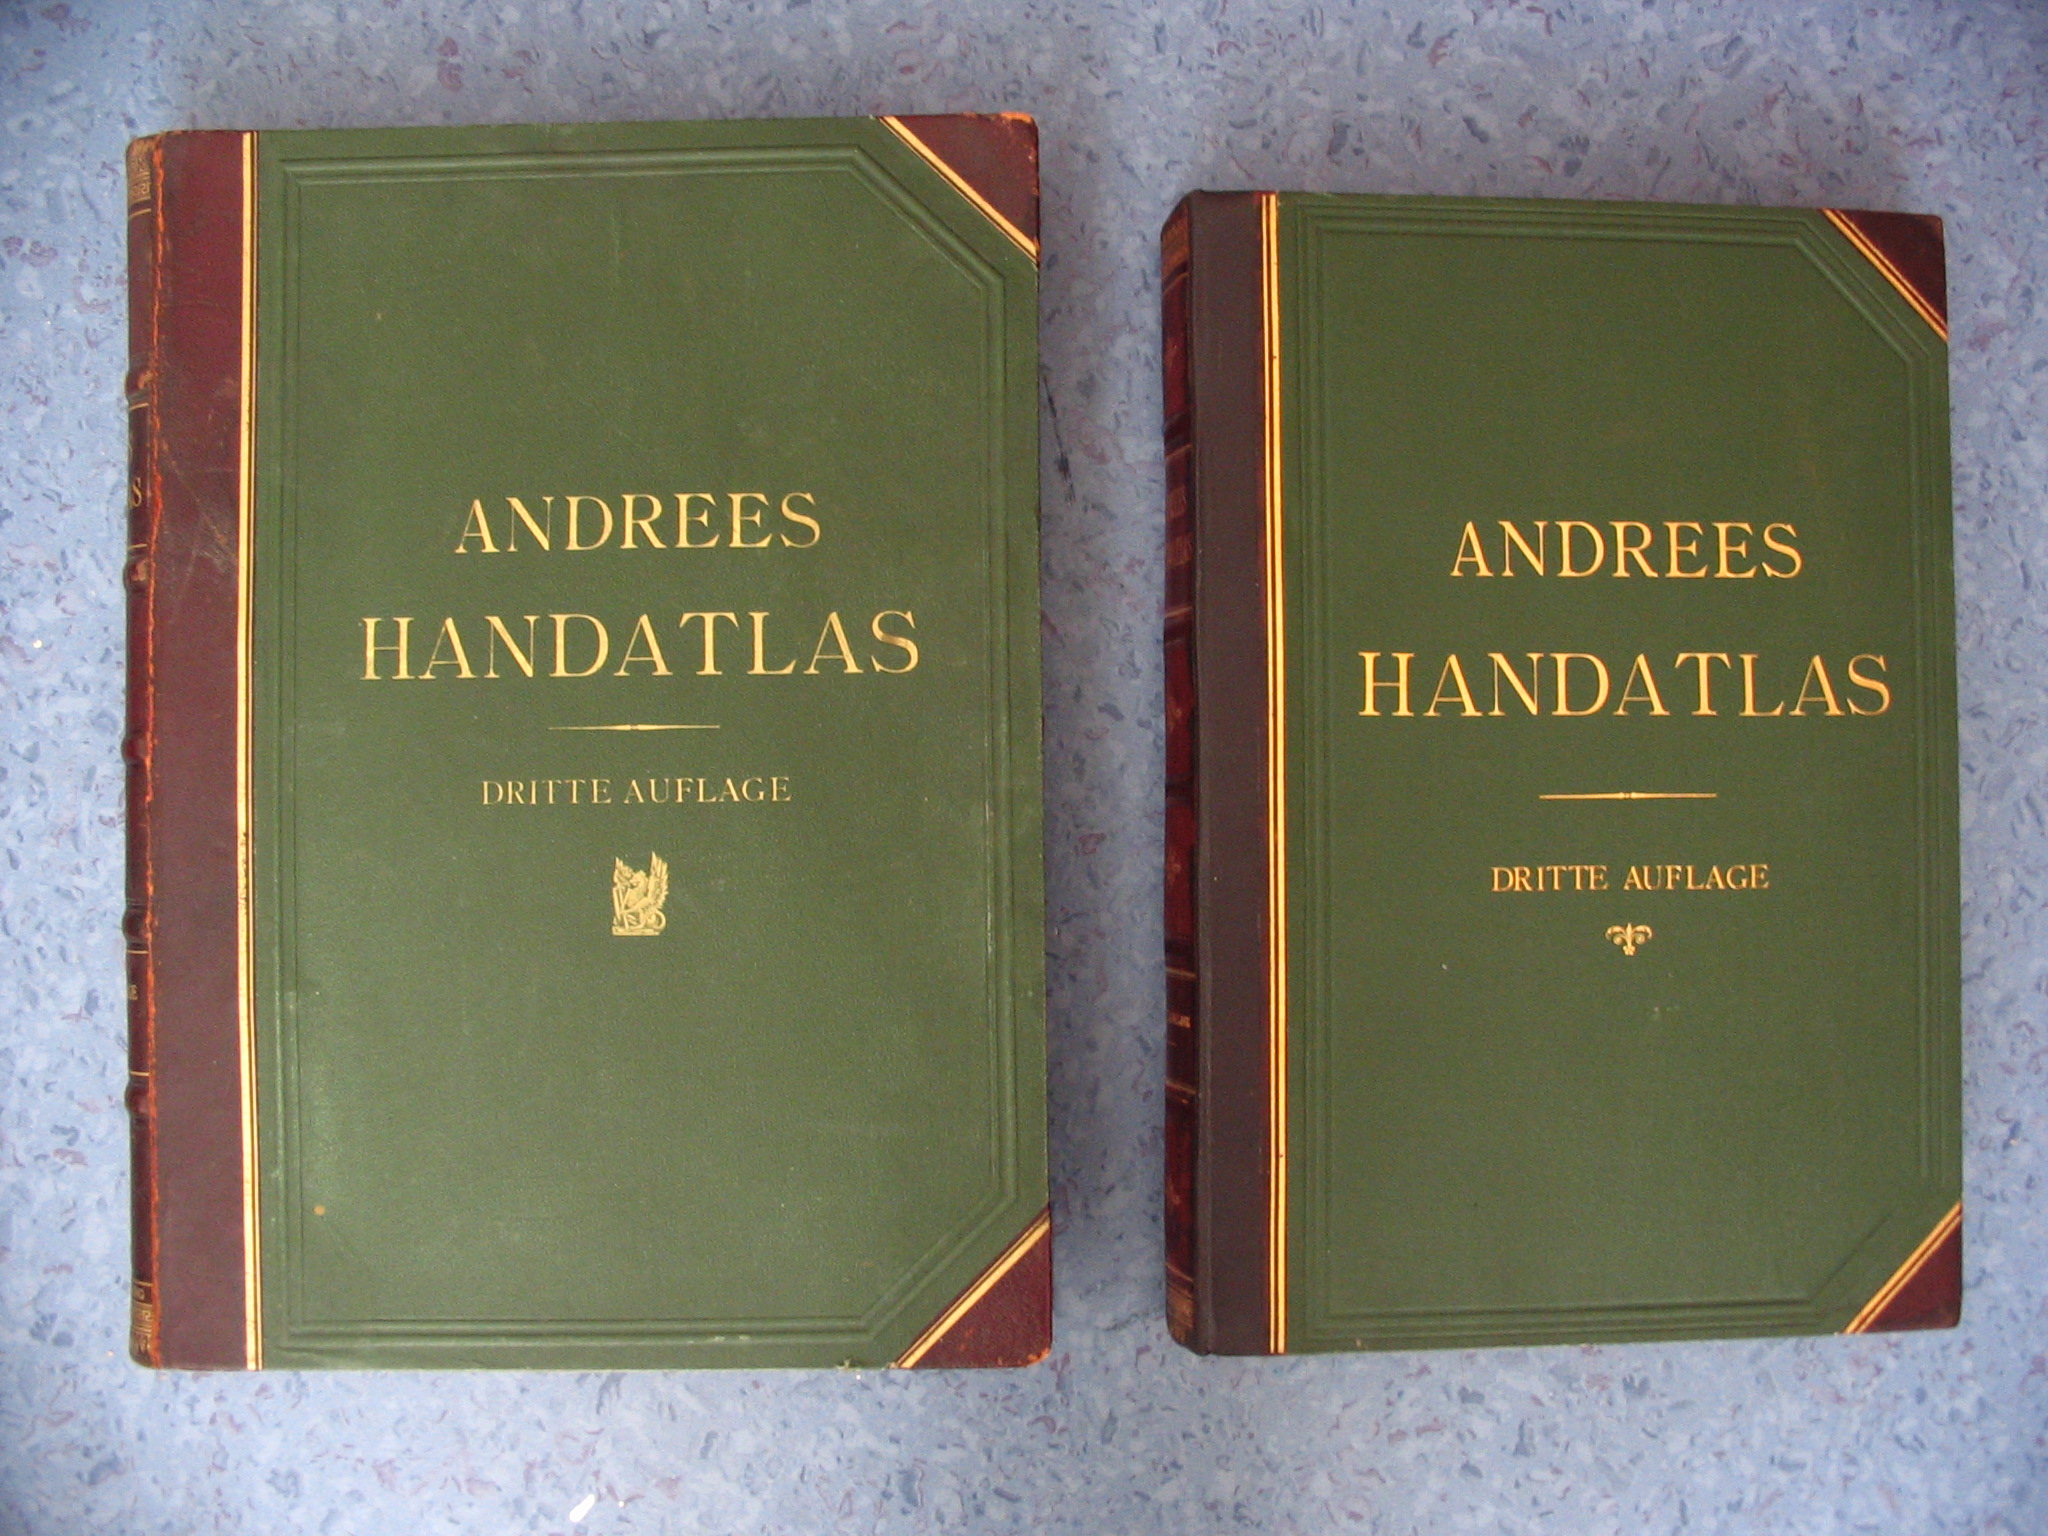 ANDREES
HANDATLAS
DRITTE AUFLAGE
ANDREES
HANDATLAS
DRITTE AUFLAGE